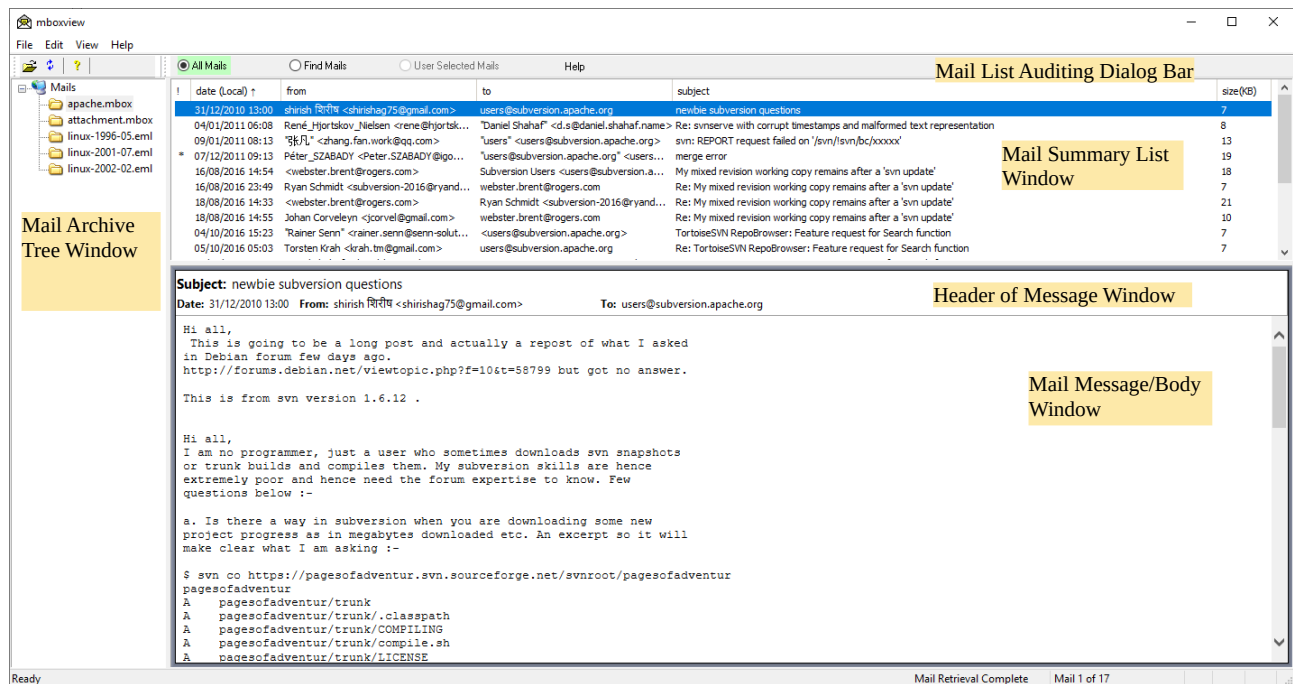 mboxview
File Edit View Help
All Mails Find Mails User Selected Mails Help
Mail List Auditing Dialog Bar
Mails
apache.mbox
attachment.mbox
linux-1996-05.eml
linux-2001-07.eml
linux-2002-02.eml
Mail Archive
Tree Window
! date (Local) ↑ from to subject size(KB)
31/12/2010 13:00 shirish शिरीष <shirishag75@gmail.com> users@subversion.apache.org newbie subversion questions 7
04/01/2011 06:08 René_Hjortskov_Nielsen <rene@hjortsk... "Daniel Shahaf" <d.s@daniel.shahaf.name> Re: svnserve with corrupt timestamps and malformed text representation 8
09/01/2011 08:13 "张凡" <zhang.fan.work@qq.com> "users" <users@subversion.apache.org> svn: REPORT request failed on '/svn/!svn/bc/xxxxx' 13
* 07/12/2011 09:13 Péter_SZABADY <Peter.SZABADY@igo... "users@subversion.apache.org" <users... merge error 19
16/08/2016 14:54 <webster.brent@rogers.com> Subversion Users <users@subversion.a... My mixed revision working copy remains after a 'svn update' 18
16/08/2016 23:49 Ryan Schmidt <subversion-2016@ryand... webster.brent@rogers.com Re: My mixed revision working copy remains after a 'svn update' 7
18/08/2016 14:33 <webster.brent@rogers.com> Ryan Schmidt <subversion-2016@ryand... Re: My mixed revision working copy remains after a 'svn update' 21
18/08/2016 14:55 Johan Corveleyn <jcorvel@gmail.com> webster.brent@rogers.com Re: My mixed revision working copy remains after a 'svn update' 10
04/10/2016 15:23 "Rainer Senn" <rainer.senn@senn-solut... <users@subversion.apache.org> TortoiseSVN RepoBrowser: Feature request for Search function 7
05/10/2016 05:03 Torsten Krah <krah.tm@gmail.com> users@subversion.apache.org Re: TortoiseSVN RepoBrowser: Feature request for Search function 7
Mail Summary List
Window
Subject: newbie subversion questions
Date: 31/12/2010 13:00 From: shirish शिरीष <shirishag75@gmail.com> To: users@subversion.apache.org
Header of Message Window
Hi all,
This is going to be a long post and actually a repost of what I asked
in Debian forum few days ago.
http://forums.debian.net/viewtopic.php?f=10&t=58799 but got no answer.
This is from svn version 1.6.12 .
Mail Message/Body
Window
Hi all,
I am no programmer, just a user who sometimes downloads svn snapshots
or trunk builds and compiles them. My subversion skills are hence
extremely poor and hence need the forum expertise to know. Few
questions below :-
a. Is there a way in subversion when you are downloading some new
project progress as in megabytes downloaded etc. An excerpt so it will
make clear what I am asking :-
$ svn co https://pagesofadventur.svn.sourceforge.net/svnroot/pagesofadventur
pagesofadventur
A pagesofadventur/trunk
A pagesofadventur/trunk/.classpath
A pagesofadventur/trunk/COMPILING
A pagesofadventur/trunk/compile.sh
A pagesofadventur/trunk/LICENSE
Ready Mail Retrieval Complete Mail 1 of 17